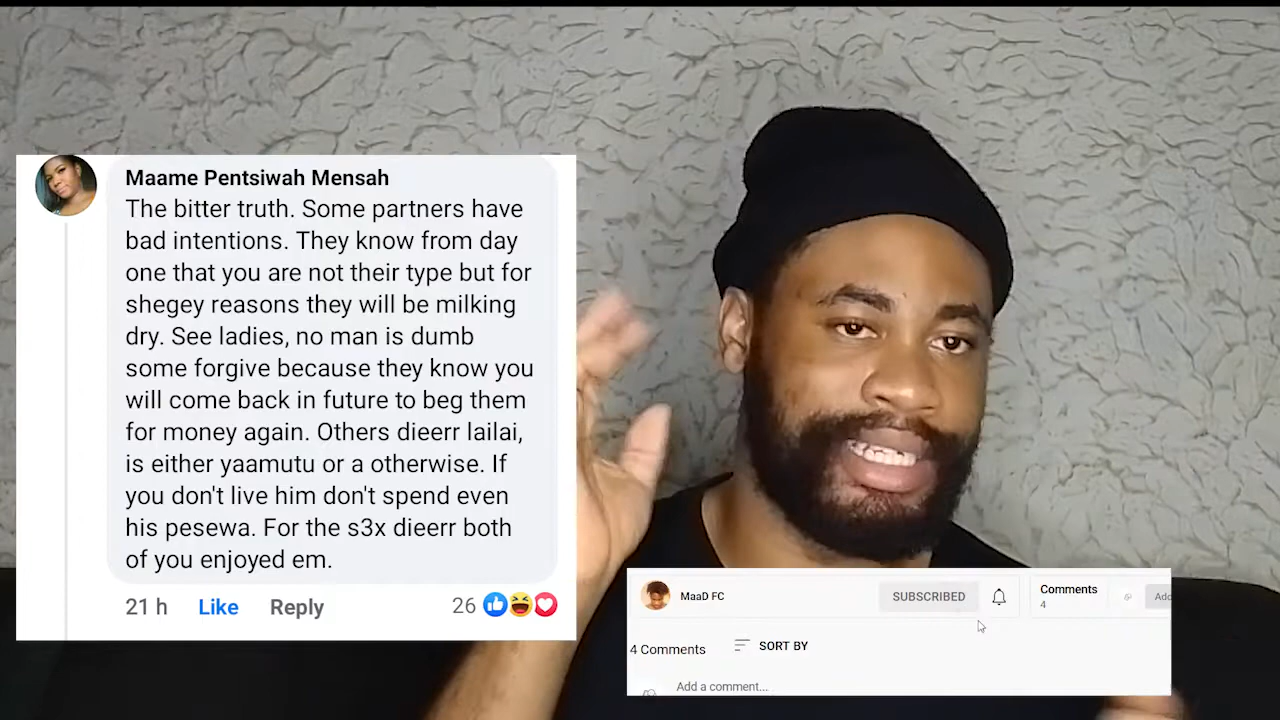 Maame Pentsiwah Mensah
The bitter truth. Some partners have
bad intentions. They know from day
one that you are not their type but for
shegey reasons they will be milking
dry. See ladies, no man is dumb
some forgive because they know you
will come back in future to beg them
for money again. Others dieerr lailai,
is either yaamutu or a otherwise. If
you don't live him don't spend even
his pesewa. For the s3x dieerr both
of you enjoyed em.
21 h Like Reply 26
MaaD FC SUBSCRIBED
Comments
4
4 Comments SORT BY
Add a comment...